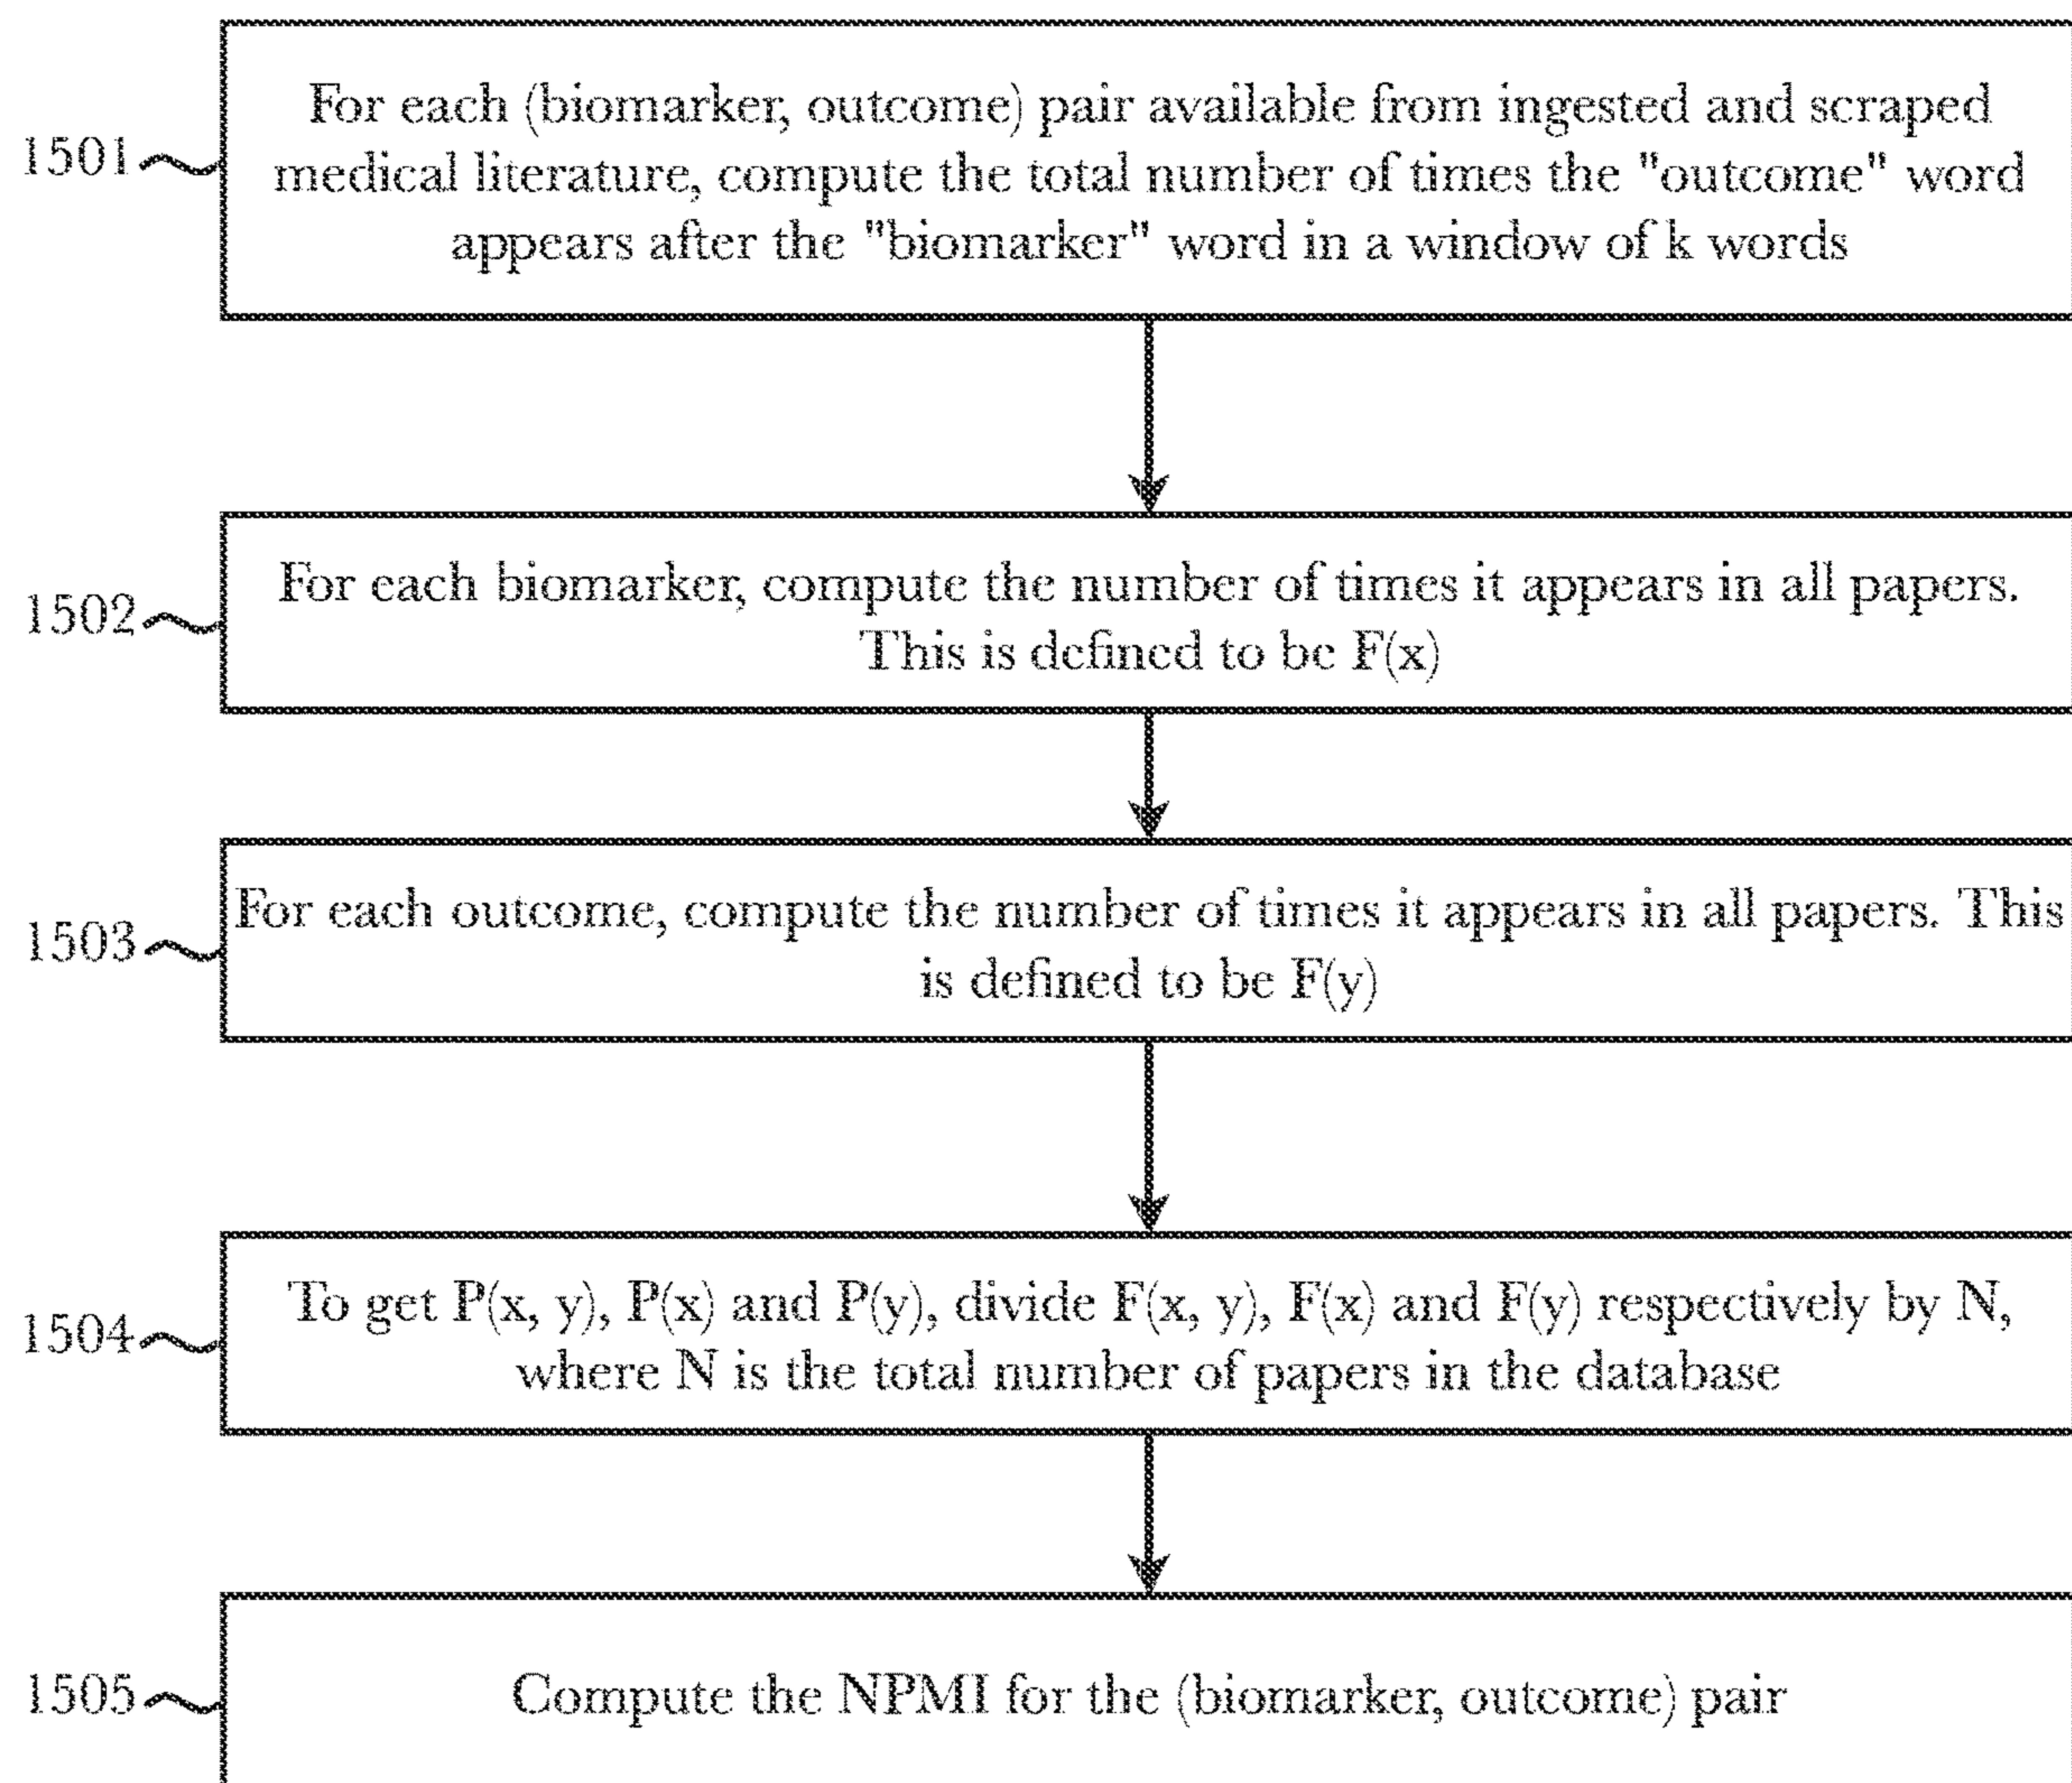 1501
For each (biomarker, outcome) pair available from ingested and scraped
medical literature, compute the total number of times the "outcome" word
appears after the "biomarker" word in a window of k words
1502
For each biomarker, compute the number of times it appears in all papers.
This is defined to be F(x)
1503
For each outcome, compute the number of times it appears in all papers. This
is defined to be F(y)
1504
To get P(x, y), P(x) and P(y), divide F(x, y), F(x) and F(y) respectively by N,
where N is the total number of papers in the database
1505
Compute the NPMI for the (biomarker, outcome) pair